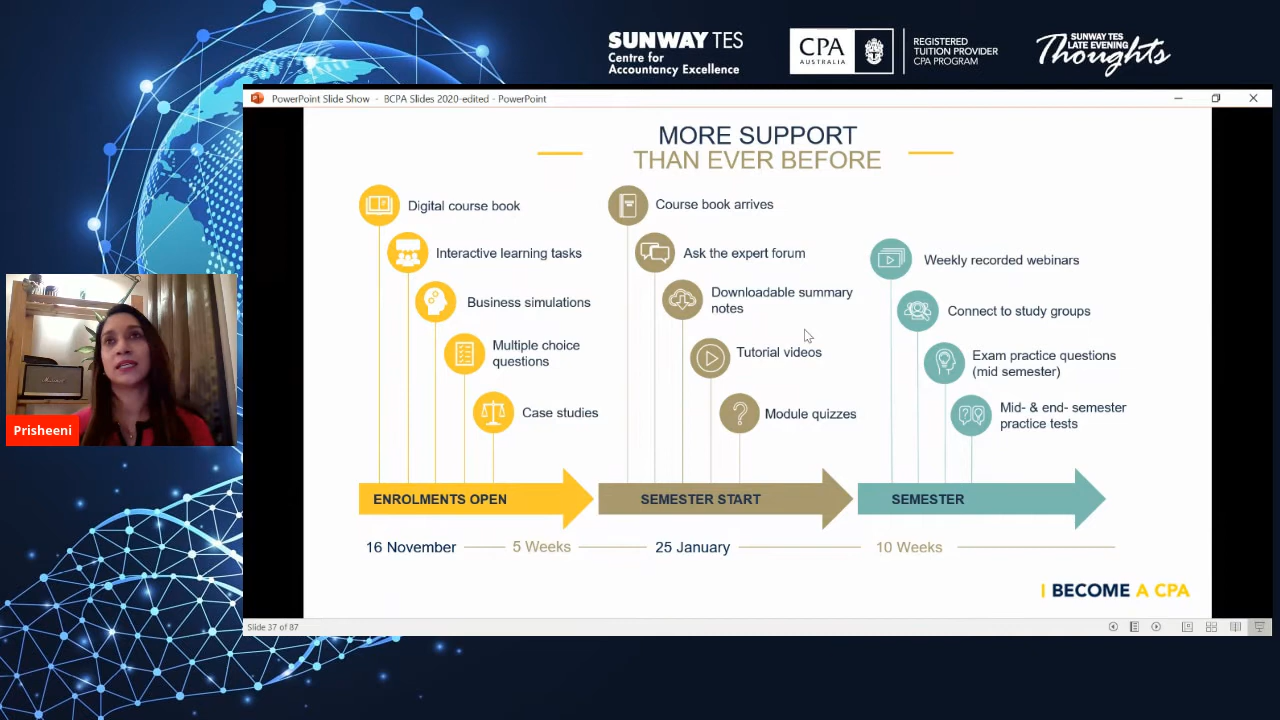 SUNWAY TES
Centre for
Accountancy Excellence
CPA
AUSTRALIA
REGISTERED
TUITION PROVIDER
CPA PROGRAM
SUNWAY TES
LATE EVENING
Thoughts
PowerPoint Slide Show - BCPA Slides 2020-edited - PowerPoint
MORE SUPPORT
THAN EVER BEFORE
Digital course book
Interactive learning tasks
Business simulations
Multiple choice
questions
Case studies
Course book arrives
Ask the expert forum
Downloadable summary
notes
Tutorial videos
Module quizzes
Weekly recorded webinars
Connect to study groups
Exam practice questions
(mid semester)
Mid- & end- semester
practice tests
ENROLMENTS OPEN
SEMESTER START
SEMESTER
16 November
5 Weeks
25 January
10 Weeks
BECOME A CPA
Slide 37 of 87
Prisheeni